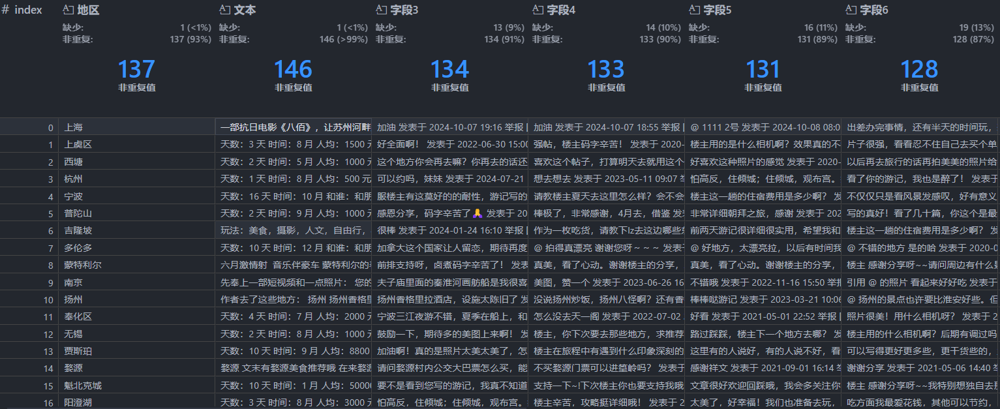 # index 地区 文本 字段3 字段4 字段5 字段6
缺少: 1 (<1%) 缺少: 1 (<1%) 缺少: 13 (9%) 缺少: 14 (10%) 缺少: 16 (11%) 缺少: 19 (13%)
非重复: 137 (93%) 非重复: 146 (>99%) 非重复: 134 (91%) 非重复: 133 (90%) 非重复: 131 (89%) 非重复: 128 (87%)
137 146 134 133 131 128
非重复值 非重复值 非重复值 非重复值 非重复值 非重复值
0 上海 一部抗日电影《八佰》，让苏州河畔 加油 发表于 2024-10-07 19:16 举报 | 加油 发表于 2024-10-07 18:55 举报 | @ 1111 2号 发表于 2024-10-08 08:0 出差办完事情，还有半天的时间玩，
1 上虞区 天数：3 天 时间：8 月 人均：1500 元 好全面啊！ 发表于 2022-06-30 15:00 强帖，楼主码字辛苦！ 发表于 2020- 楼主用的是什么相机啊？效果真的不 片子很强，看看忍不住自己去买个单
2 西塘 天数：2 天 时间：5 月 人均：1000 元 这个地方你会再去嘛？你再去的话还 喜欢这个帖子，打算明天去就用这个 好喜欢这种照片的感觉 发表于 2020- 以后再去旅行的话再拍美美的照片给
3 杭州 天数：1 天 时间：8 月 人均：500 元 可以约吗，妹妹 发表于 2024-07-21 想去想去 发表于 2023-05-11 09:07 举 怕高反，住倾城；住倾城，观布宫。 看了你的游记，我也是醉了！ 发表于
4 宁波 天数：16 天 时间：10 月 和谁：和朋 服楼主有这莫好的的耐性，游记写的 请教楼主夏天去这里怎么样？会不会 楼主这一趟的住宿费用是多少啊？ 发 不仅仅只是看风景发感叹，好有意义
5 普陀山 天数：2 天 时间：9 月 人均：1000 元 感恩分享，码字辛苦了🙏 发表于 20 棒极了，非常感谢，4月去，借鉴 发 非常详细朝拜之旅，感谢 发表于 202 写的真好！看了几十篇，你这个是最
6 吉隆坡 玩法：美食，摄影，人文，自由行， 很棒 发表于 2024-01-24 16:10 举报 | 作为一枚吃货，请教下lz去这边哪些 前两天游记很详细很实用，希望我和 楼主这一趟的住宿费用是多少啊？ 发
7 多伦多 天数：10 天 时间：12 月 和谁：和朋 加拿大这个国家让人留恋，期待再度 @ 拍得真漂亮 谢谢您呀～～～ 发表于 @ 好地方，太漂亮拉，以后有时间我 @ 不错的地方 是的哈 发表于 2020-0
8 蒙特利尔 六月激情射 音乐伴豪车 蒙特利尔的 前排支持呀，卤煮码字辛苦了！ 发表 真美，看了心动。谢谢楼主的分享， 真美，看了心动。谢谢楼主的分享， 楼主 感谢分享呀~~请问周边有什么
9 南京 先奉上一部短视频和一点照片： 您的 夫子庙里面的秦淮河画舫船是我很喜 美图，赞一个 发表于 2023-06-26 16 不错哦 发表于 2022-11-16 15:50 举报 引用 @ 的照片 看起来好好吃 发表于
10 扬州 作者去了这些地方： 扬州 扬州香格里 扬州香格里拉酒店，设施太陈旧了 发 没说扬州炒饭，扬州八怪啊？还有香 棒棒哒游记 发表于 2023-03-21 10:06 @ 扬州的景点也许要比淮安好些。但
11 奉化区 天数：4 天 时间：7 月 人均：2000 元 宁波三江夜游不错，夏季在船上，和 怎么没去天一阁 发表于 2022-07-02 好看 发表于 2021-05-01 22:52 举报 | 照片很美！用什么相机呀？ 发表于 2
12 无锡 天数：2 天 时间：8 月 人均：1000 元 鼓励一下，期待多的美图上来啊！ 发 楼主，你下次要去那些地方，求推荐 路过踩踩，楼主下一个地方去哪？ 发 楼主用的什么相机啊？后期有调过吗
13 贾斯珀 天数：10 天 时间：9 月 人均：8800 加油啊！真的是照片太美太美了，怎 楼主在旅程中有遇到什么印象深刻的 这里有的人说好，有的人说不好，看 可以写得更好更多些，更干货些的，
14 婺源 婺源 文末有婺源美食推荐哦 在来婺源 请问婺源村内公交大巴票怎么买，能 不买婺源门票可以进篁岭吗？ 发表于 感谢祥文 发表于 2021-09-01 16:14 举 谢谢分享 发表于 2021-05-06 14:40 举
15 魁北克城 天数：10 天 时间：1 月 人均：50000 要不是看到您写的游记，我真不知道 支持一下~!下次楼主你也要支持我哦 文章很好欢迎回踩哦，我会多关注你 楼主 感谢分享呀~~我特别想独自去
16 阳澄湖 天数：3 天 时间：8 月 人均：3000 元 怕高反，住倾城；住倾城，观布宫。 楼主辛苦，攻略挺详细哦！ 发表于 2 太美了，好幸福！我们也准备去玩， 吃方面我最爱花钱，其他可以节约，